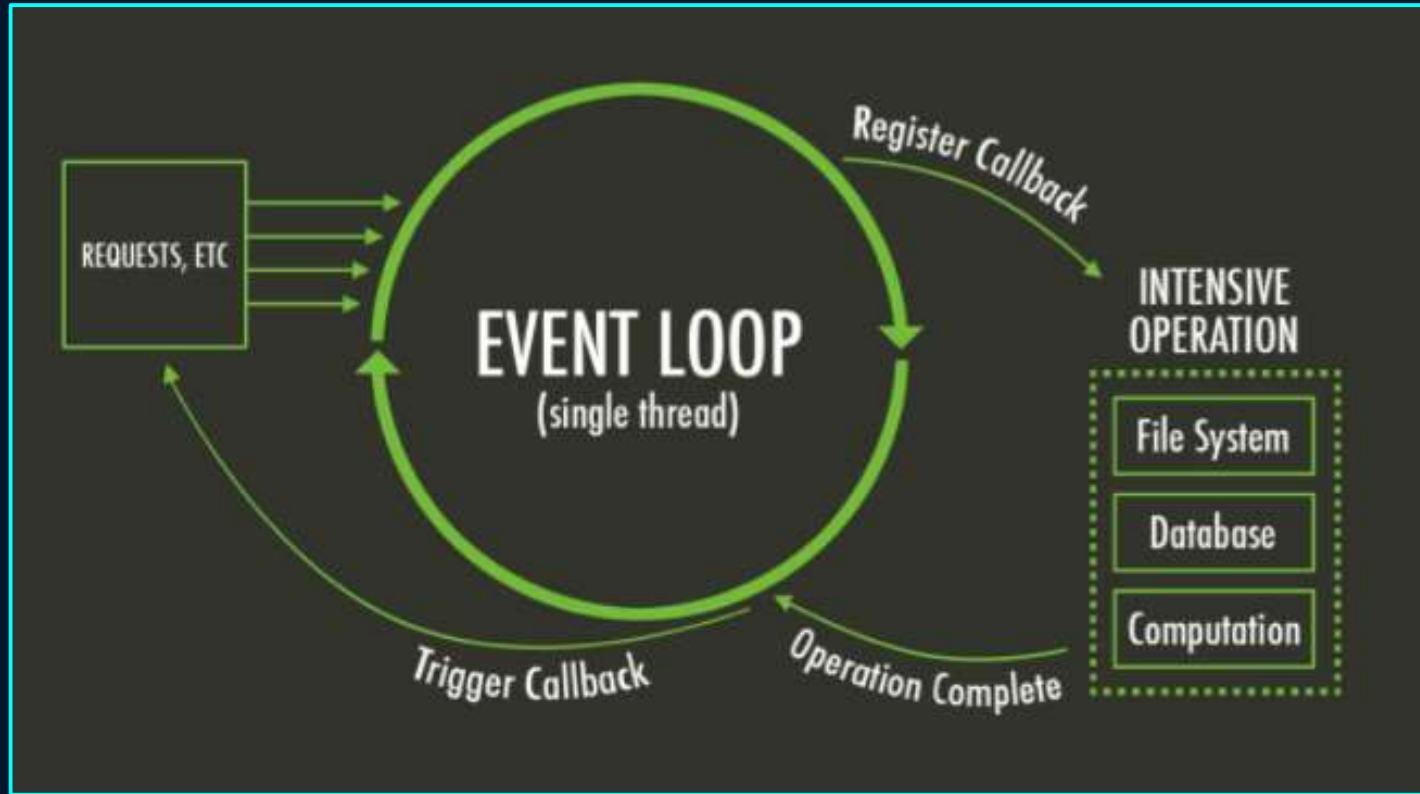 REQUESTS, ETC
EVENT LOOP
(single thread)
Register Callback
INTENSIVE
OPERATION
File System
Database
Computation
Operation Complete
Trigger Callback